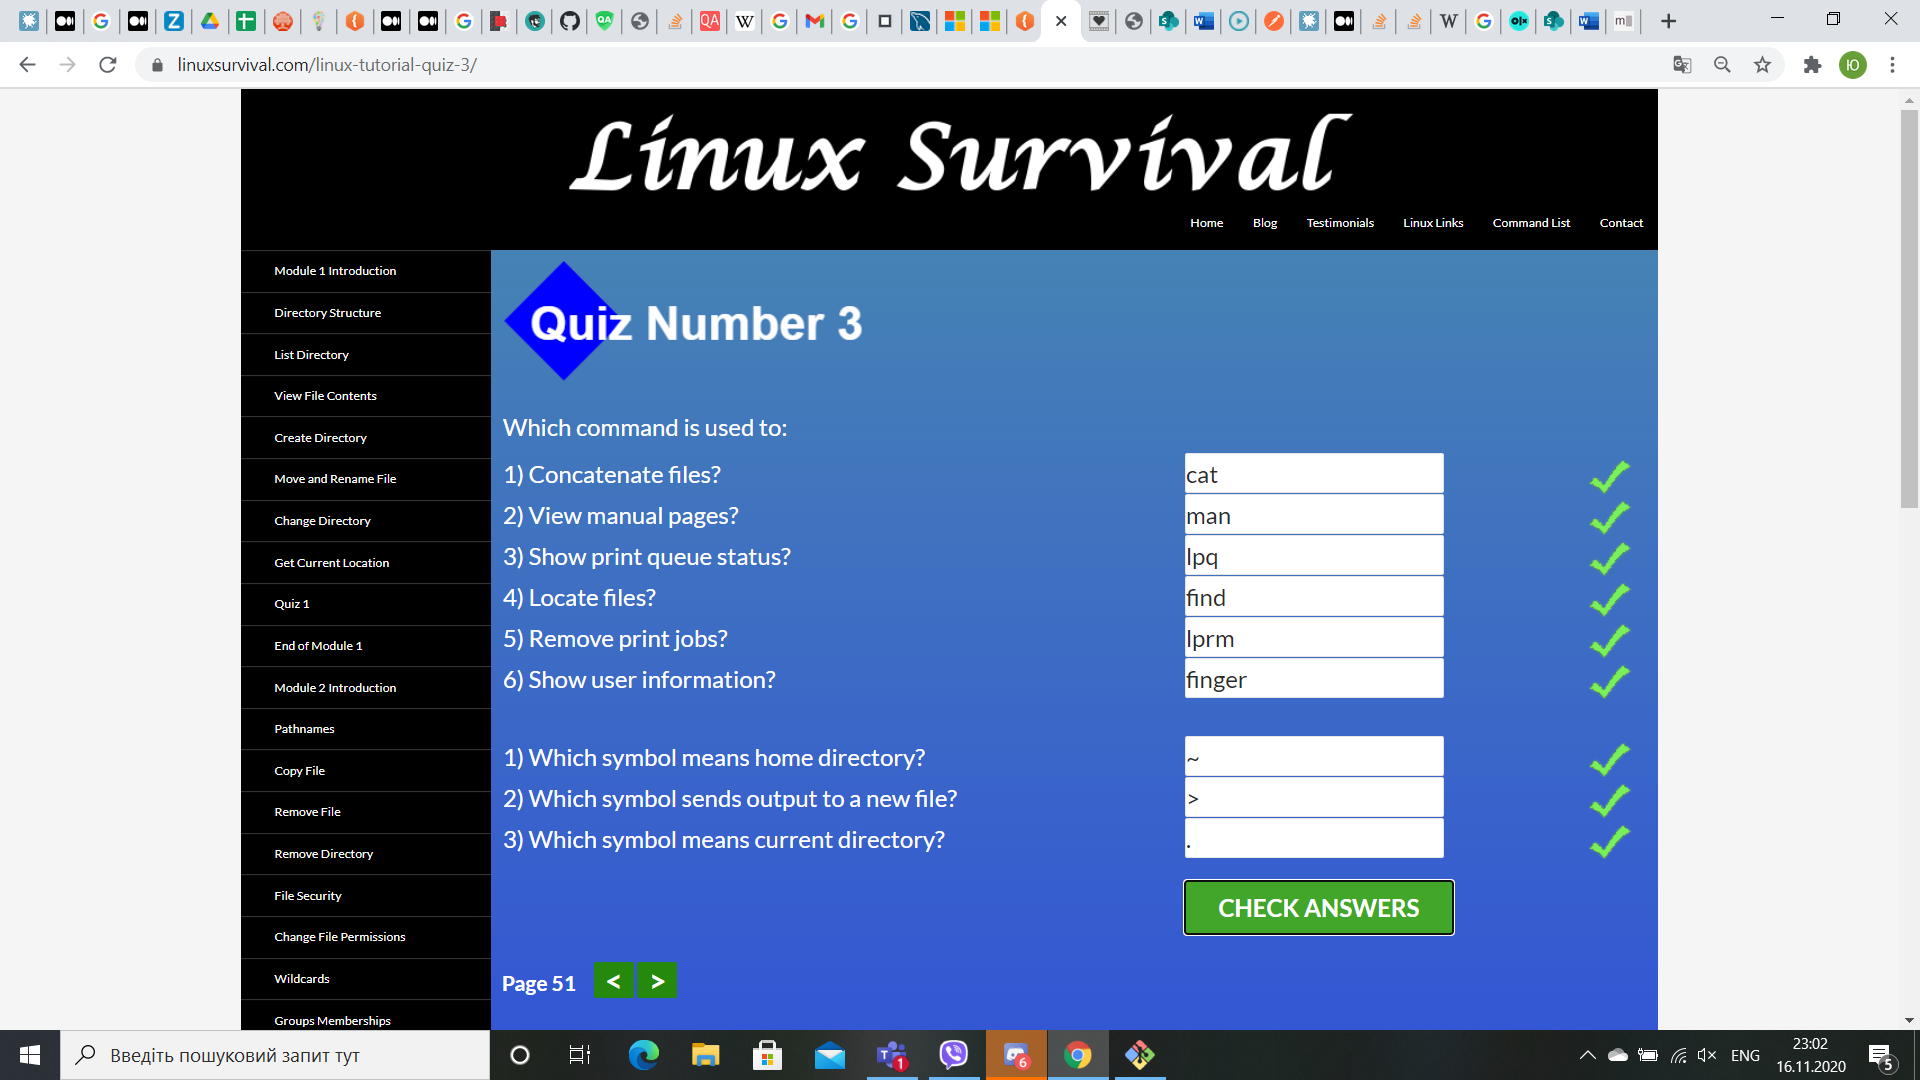 linuxsurvival.com/linux-tutorial-quiz-3/
Ю
Linux Survival
Home Blog Testimonials Linux Links Command List Contact
Module 1 Introduction
Directory Structure
List Directory
View File Contents
Create Directory
Move and Rename File
Change Directory
Get Current Location
Quiz 1
End of Module 1
Module 2 Introduction
Pathnames
Copy File
Remove File
Remove Directory
File Security
Change File Permissions
Wildcards
Groups Memberships
Quiz Number 3
Which command is used to:
1) Concatenate files? cat
2) View manual pages? man
3) Show print queue status? lpq
4) Locate files? find
5) Remove print jobs? lprm
6) Show user information? finger
1) Which symbol means home directory? ~
2) Which symbol sends output to a new file? >
3) Which symbol means current directory? .
CHECK ANSWERS
Page 51 < >
Введіть пошуковий запит тут
1
6
ENG
23:02
16.11.2020
5